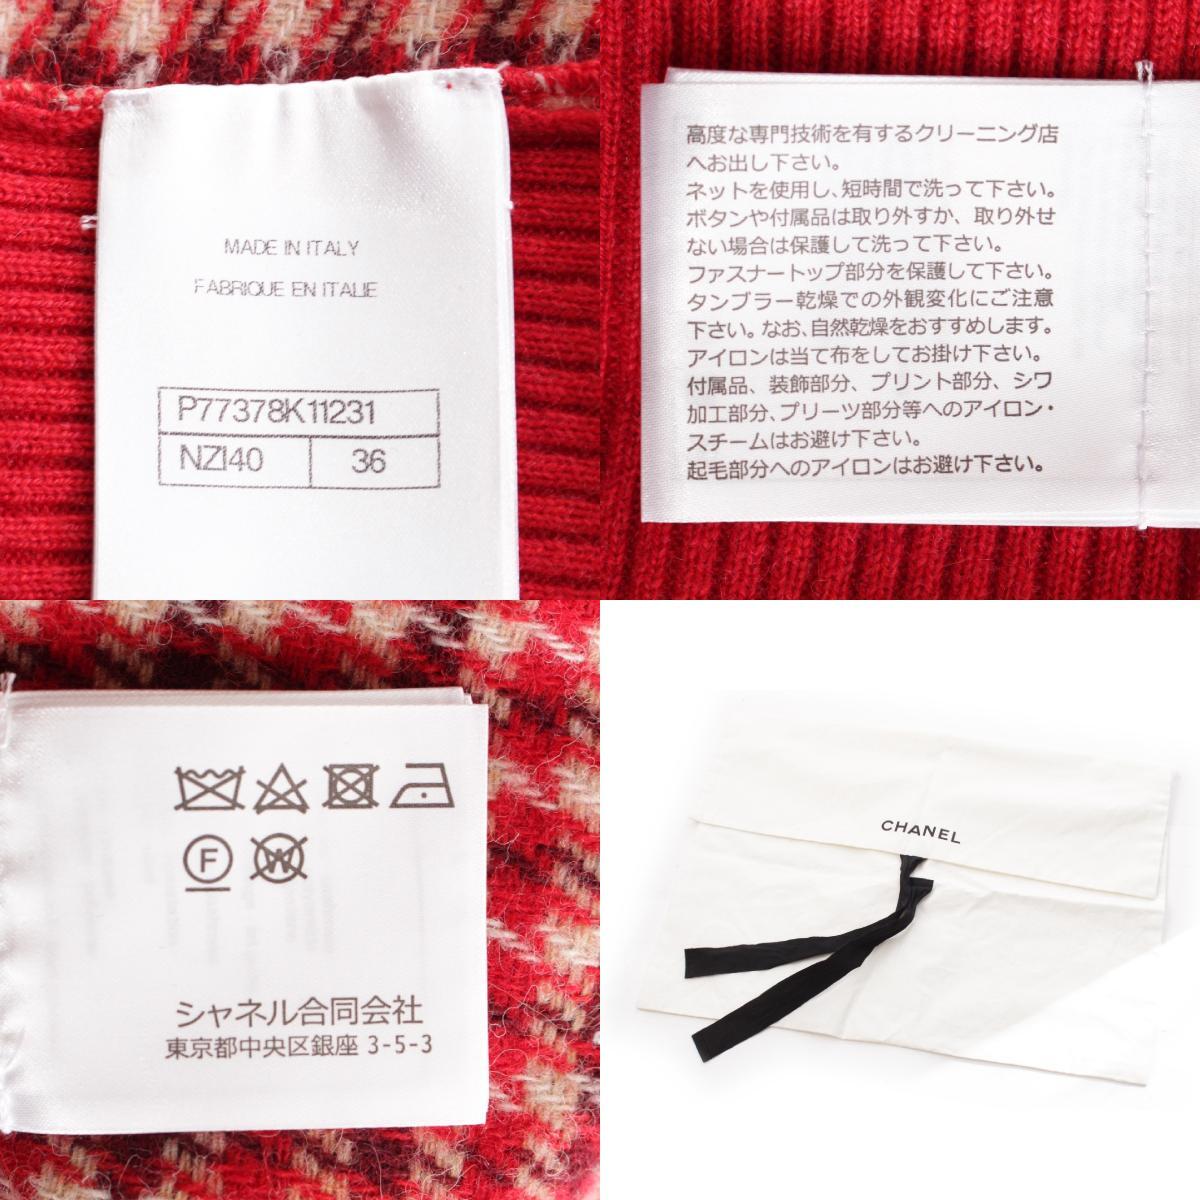 MADE IN ITALY
FABRIQUE EN ITALIE
P77378K11231
NZI40 36
高度な専門技術を有するクリーニング店
へお出し下さい。
ネットを使用し、短時間で洗って下さい。
ボタンや付属品は取り外すか、取り外せ
ない場合は保護して洗って下さい。
ファスナートップ部分を保護して下さい。
タンブラー乾燥での外観変化にご注意
下さい。なお、自然乾燥をおすすめします。
アイロンは当て布をしてお掛け下さい。
付属品、装飾部分、プリント部分、シワ
加工部分、プリーツ部分等へのアイロン・
スチームはお避け下さい。
起毛部分へのアイロンはお避け下さい。
F W
シャネル合同会社
東京都中央区銀座 3-5-3
CHANEL